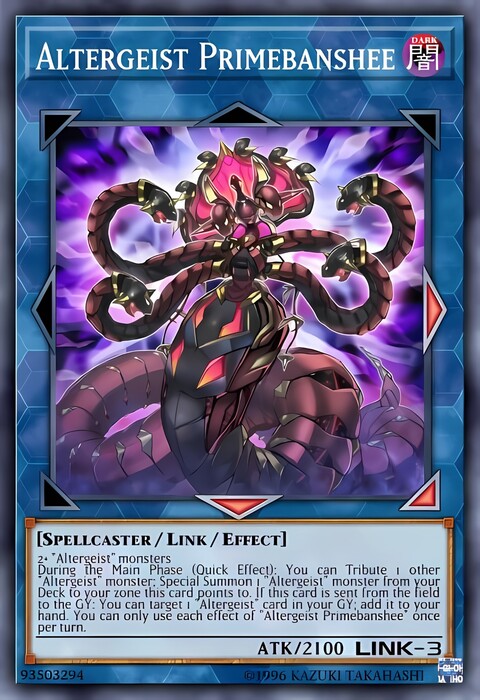 ALTERGEIST PRIMEBANSHEE
DARK
闇
[SPELLCASTER / LINK / EFFECT]
2+ "Altergeist" monsters
During the Main Phase (Quick Effect): You can Tribute 1 other
"Altergeist" monster; Special Summon 1 "Altergeist" monster from your
Deck to your zone this card points to. If this card is sent from the field
to the GY: You can target 1 "Altergeist" card in your GY; add it to your
hand. You can only use each effect of "Altergeist Primebanshee" once
per turn.
ATK/2100 LINK-3
93503294 ©1996 KAZUKI TAKAHASHI